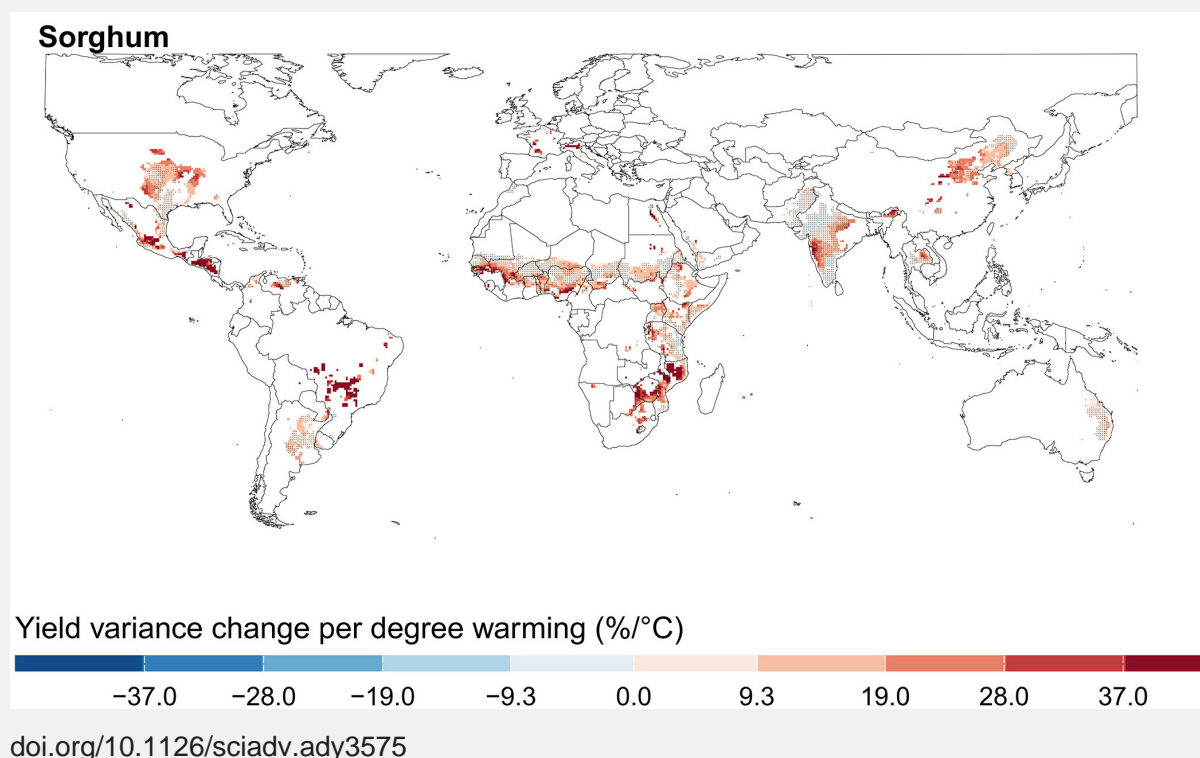 Sorghum
Yield variance change per degree warming (%/°C)
−37.0 −28.0 −19.0 −9.3 0.0 9.3 19.0 28.0 37.0
doi.org/10.1126/sciadv.ady3575